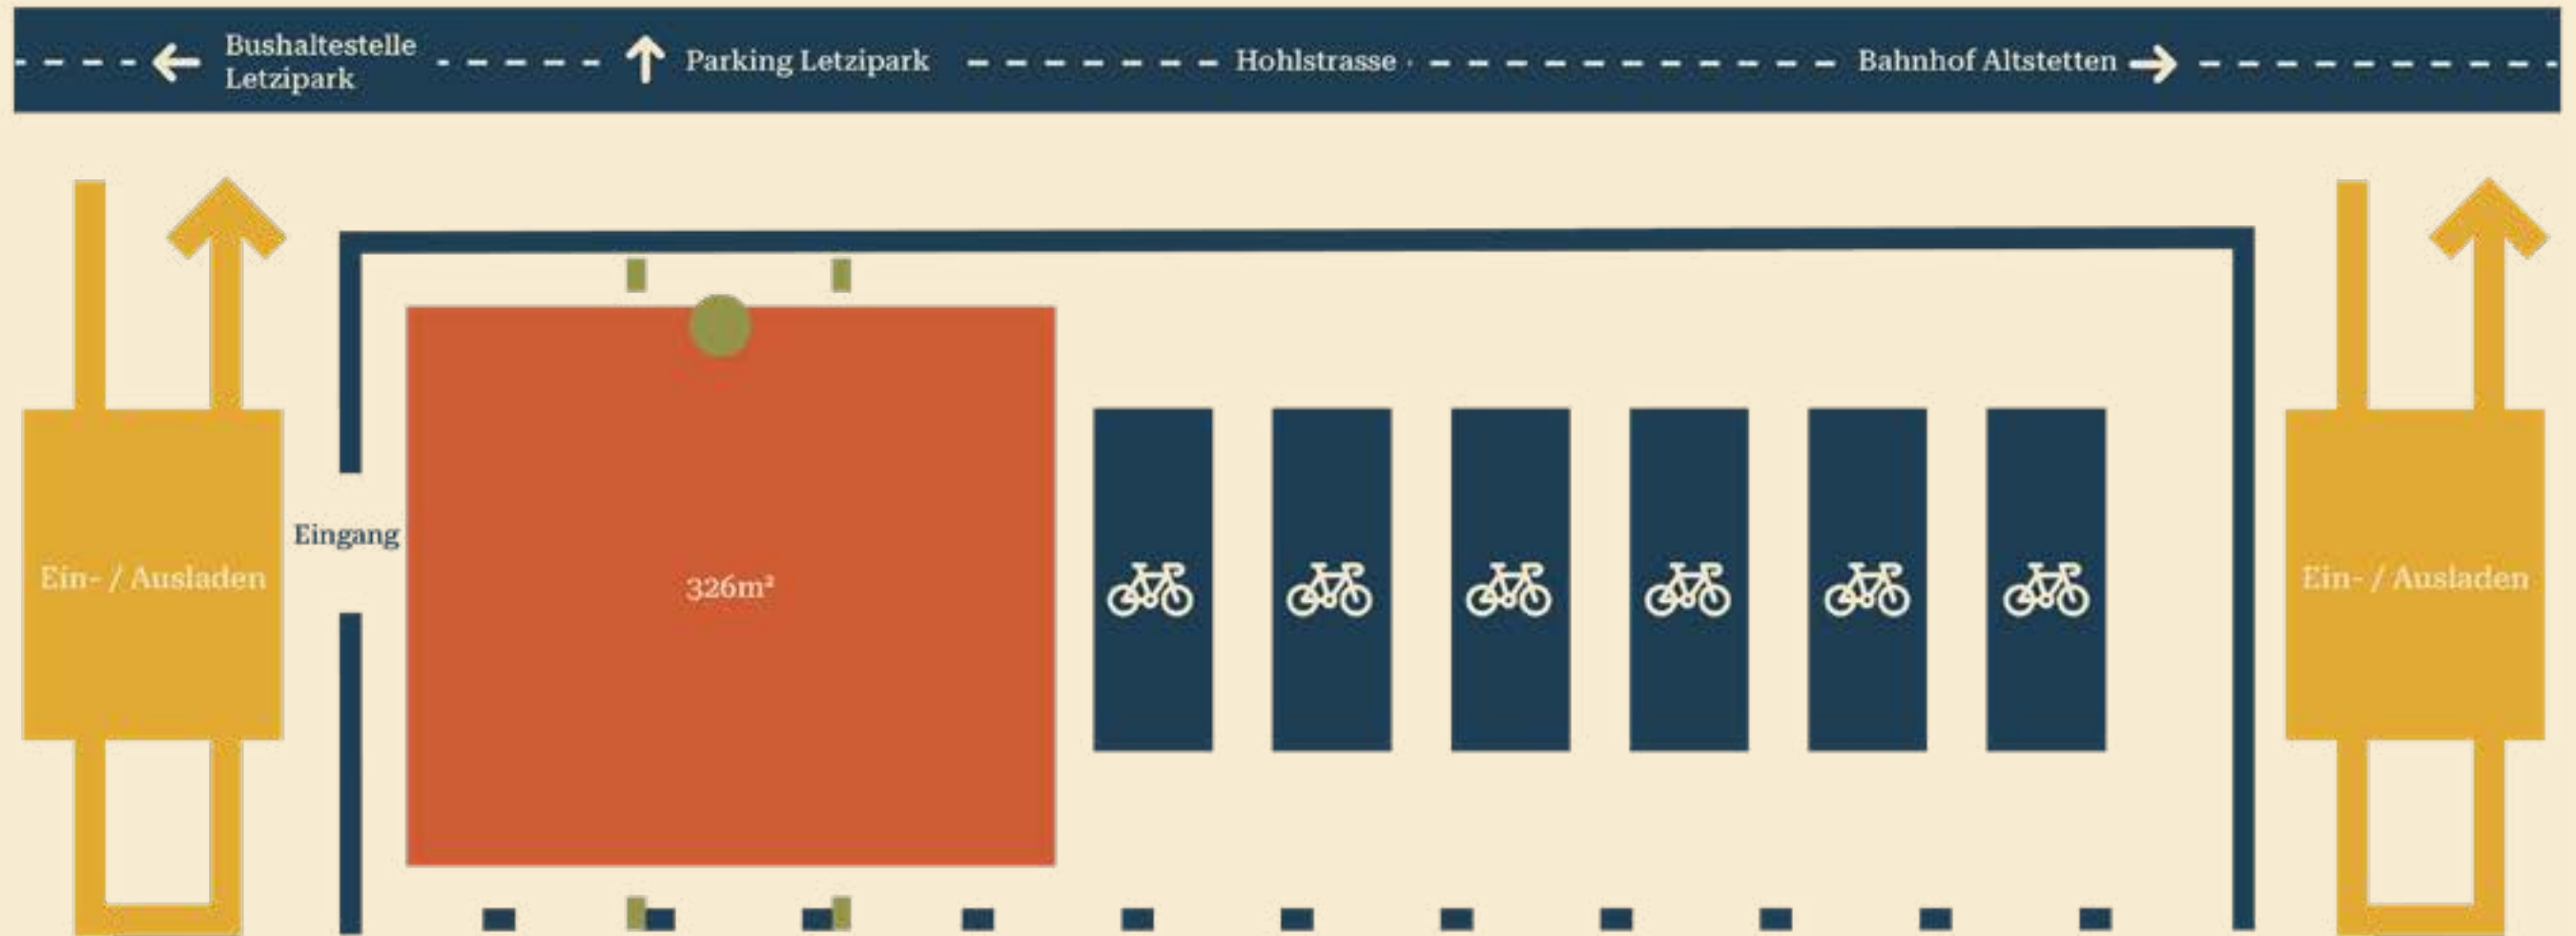 Bushaltestelle
Letzipark
Parking Letzipark
Hohlstrasse
Bahnhof Altstetten
Eingang
Ein- / Ausladen
326m²
Ein- / Ausladen